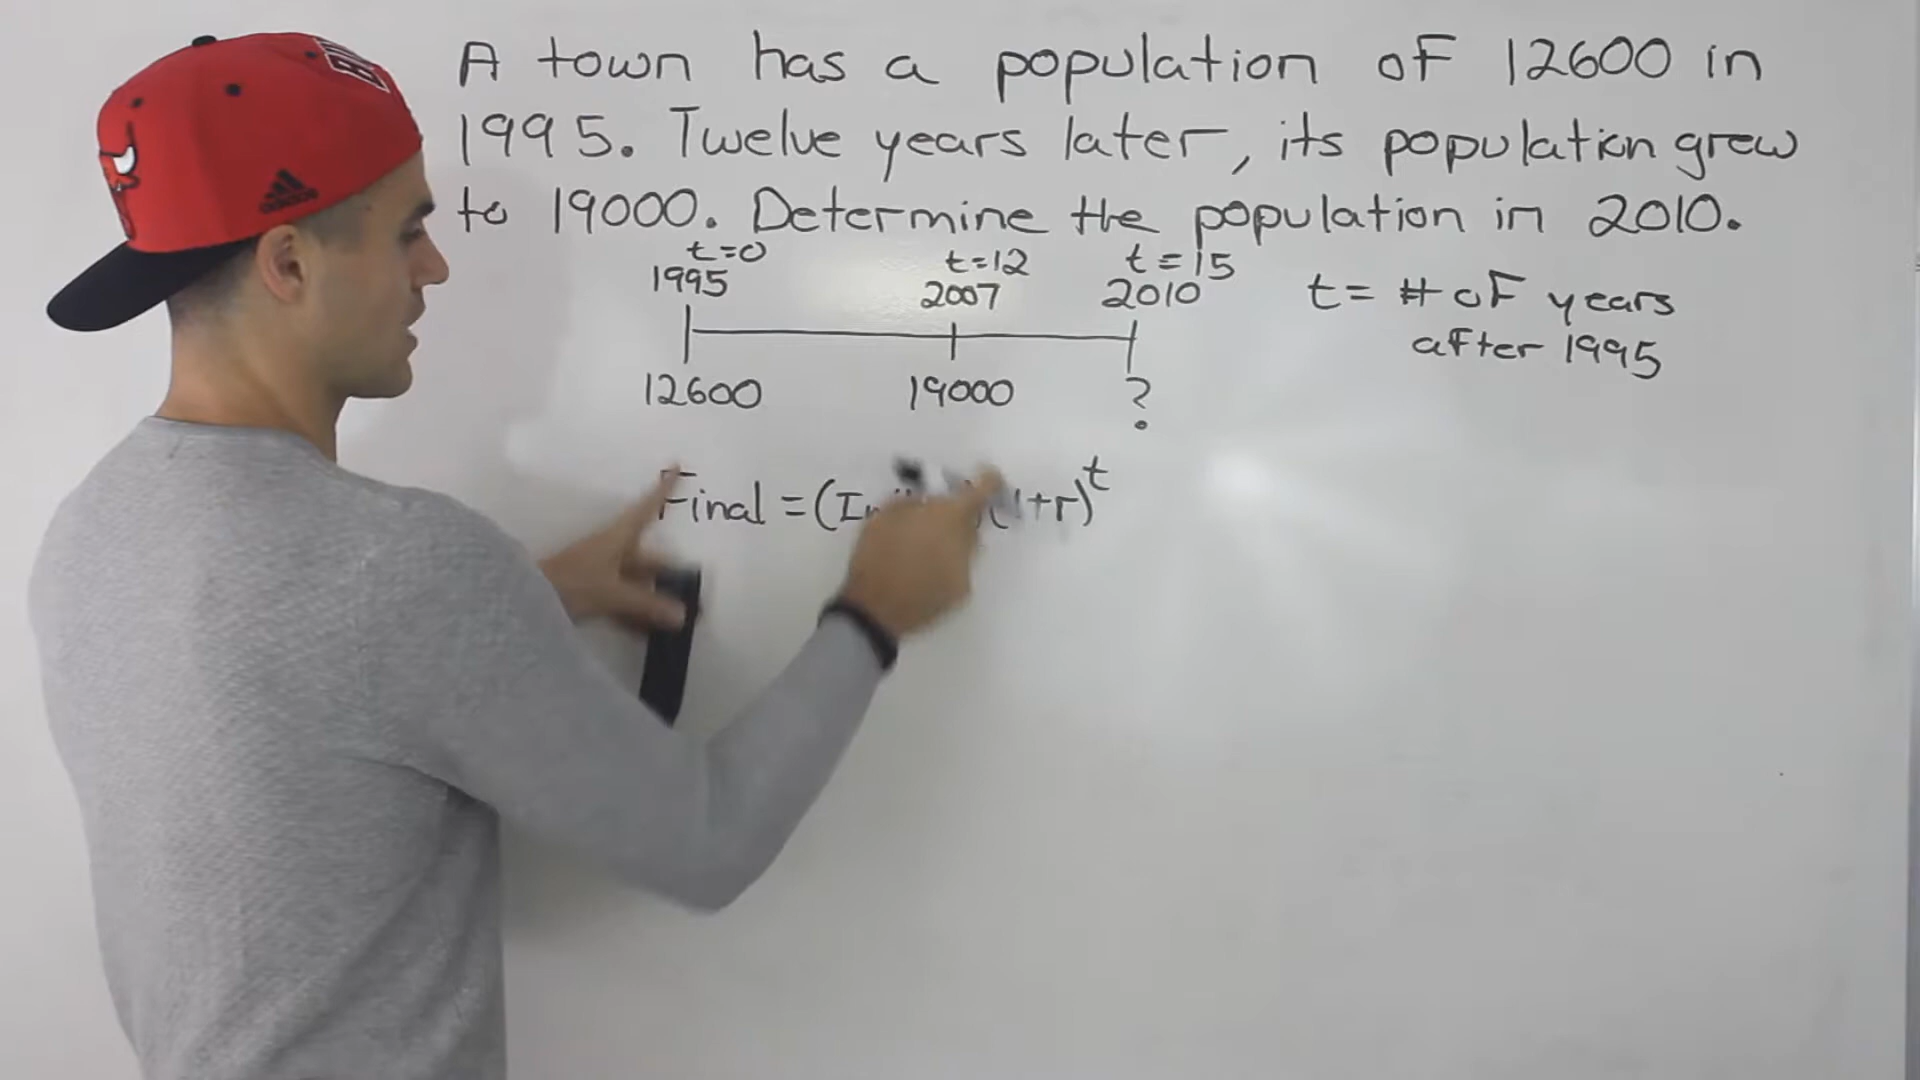 A town has a population of 12600 in
1995. Twelve years later, its population grew
to 19000. Determine the population in 2010.
t=0 t=12 t=15
1995 2007 2010
t= # of years
after 1995
12600 19000 ?
Final = ( )(1+r)^t
adidas